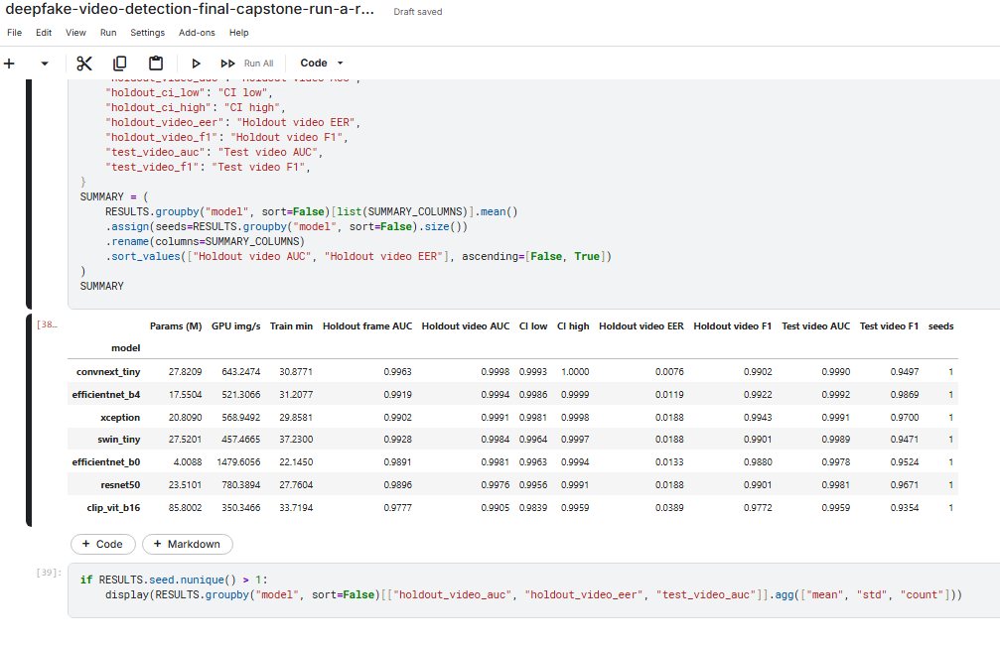 deepfake-video-detection-final-capstone-run-a-r... Draft saved
File Edit View Run Settings Add-ons Help
Run All Code
"holdout_video_auc": "Holdout video AUC",
"holdout_ci_low": "CI low",
"holdout_ci_high": "CI high",
"holdout_video_eer": "Holdout video EER",
"holdout_video_f1": "Holdout video F1",
"test_video_auc": "Test video AUC",
"test_video_f1": "Test video F1",
}
SUMMARY = (
RESULTS.groupby("model", sort=False)[list(SUMMARY_COLUMNS)].mean()
.assign(seeds=RESULTS.groupby("model", sort=False).size())
.rename(columns=SUMMARY_COLUMNS)
.sort_values(["Holdout video AUC", "Holdout video EER"], ascending=[False, True])
)
SUMMARY
[38...
Params (M) GPU img/s Train min Holdout frame AUC Holdout video AUC CI low CI high Holdout video EER Holdout video F1 Test video AUC Test video F1 seeds
model
convnext_tiny 27.8209 643.2474 30.8771 0.9963 0.9998 0.9993 1.0000 0.0076 0.9902 0.9990 0.9497 1
efficientnet_b4 17.5504 521.3066 31.2077 0.9919 0.9994 0.9986 0.9999 0.0119 0.9922 0.9992 0.9869 1
xception 20.8090 568.9492 29.8581 0.9902 0.9991 0.9981 0.9998 0.0188 0.9943 0.9991 0.9700 1
swin_tiny 27.5201 457.4665 37.2300 0.9928 0.9984 0.9964 0.9997 0.0188 0.9901 0.9989 0.9471 1
efficientnet_b0 4.0088 1479.6056 22.1450 0.9891 0.9981 0.9963 0.9994 0.0133 0.9880 0.9978 0.9524 1
resnet50 23.5101 780.3894 27.7604 0.9896 0.9976 0.9956 0.9991 0.0188 0.9901 0.9981 0.9671 1
clip_vit_b16 85.8002 350.3466 33.7194 0.9777 0.9905 0.9839 0.9959 0.0389 0.9772 0.9959 0.9354 1
+ Code + Markdown
[39]:
if RESULTS.seed.nunique() > 1:
display(RESULTS.groupby("model", sort=False)[["holdout_video_auc", "holdout_video_eer", "test_video_auc"]].agg(["mean", "std", "count"]))